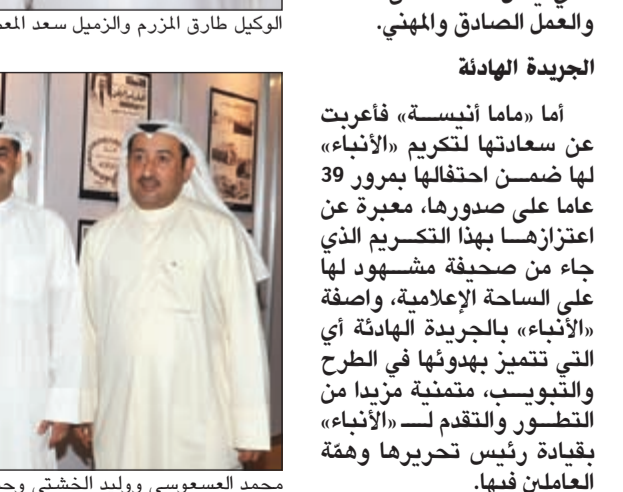 والعمل الصادق والمهني.
الجريدة الهادئة
أما «ماما أنيسة» فأعربت
عن سعادتها لتكريم «الأنباء»
لها ضمن احتفالها بمرور 39
عاما على صدورها، معبرة عن
اعتزازها بهذا التكريم الذي
جاء من صحيفة مشهود لها
على الساحة الإعلامية، واصفة
«الأنباء» بالجريدة الهادئة أي
التي تتميز بهدوئها في الطرح
والتبويب، متمنية مزيدا من
التطور والتقدم لـ «الأنباء»
بقيادة رئيس تحريرها وهمّة
العاملين فيها.
الوكيل طارق المزرم والزميل سعد
محمد العسعوسي ووليد الخشتي